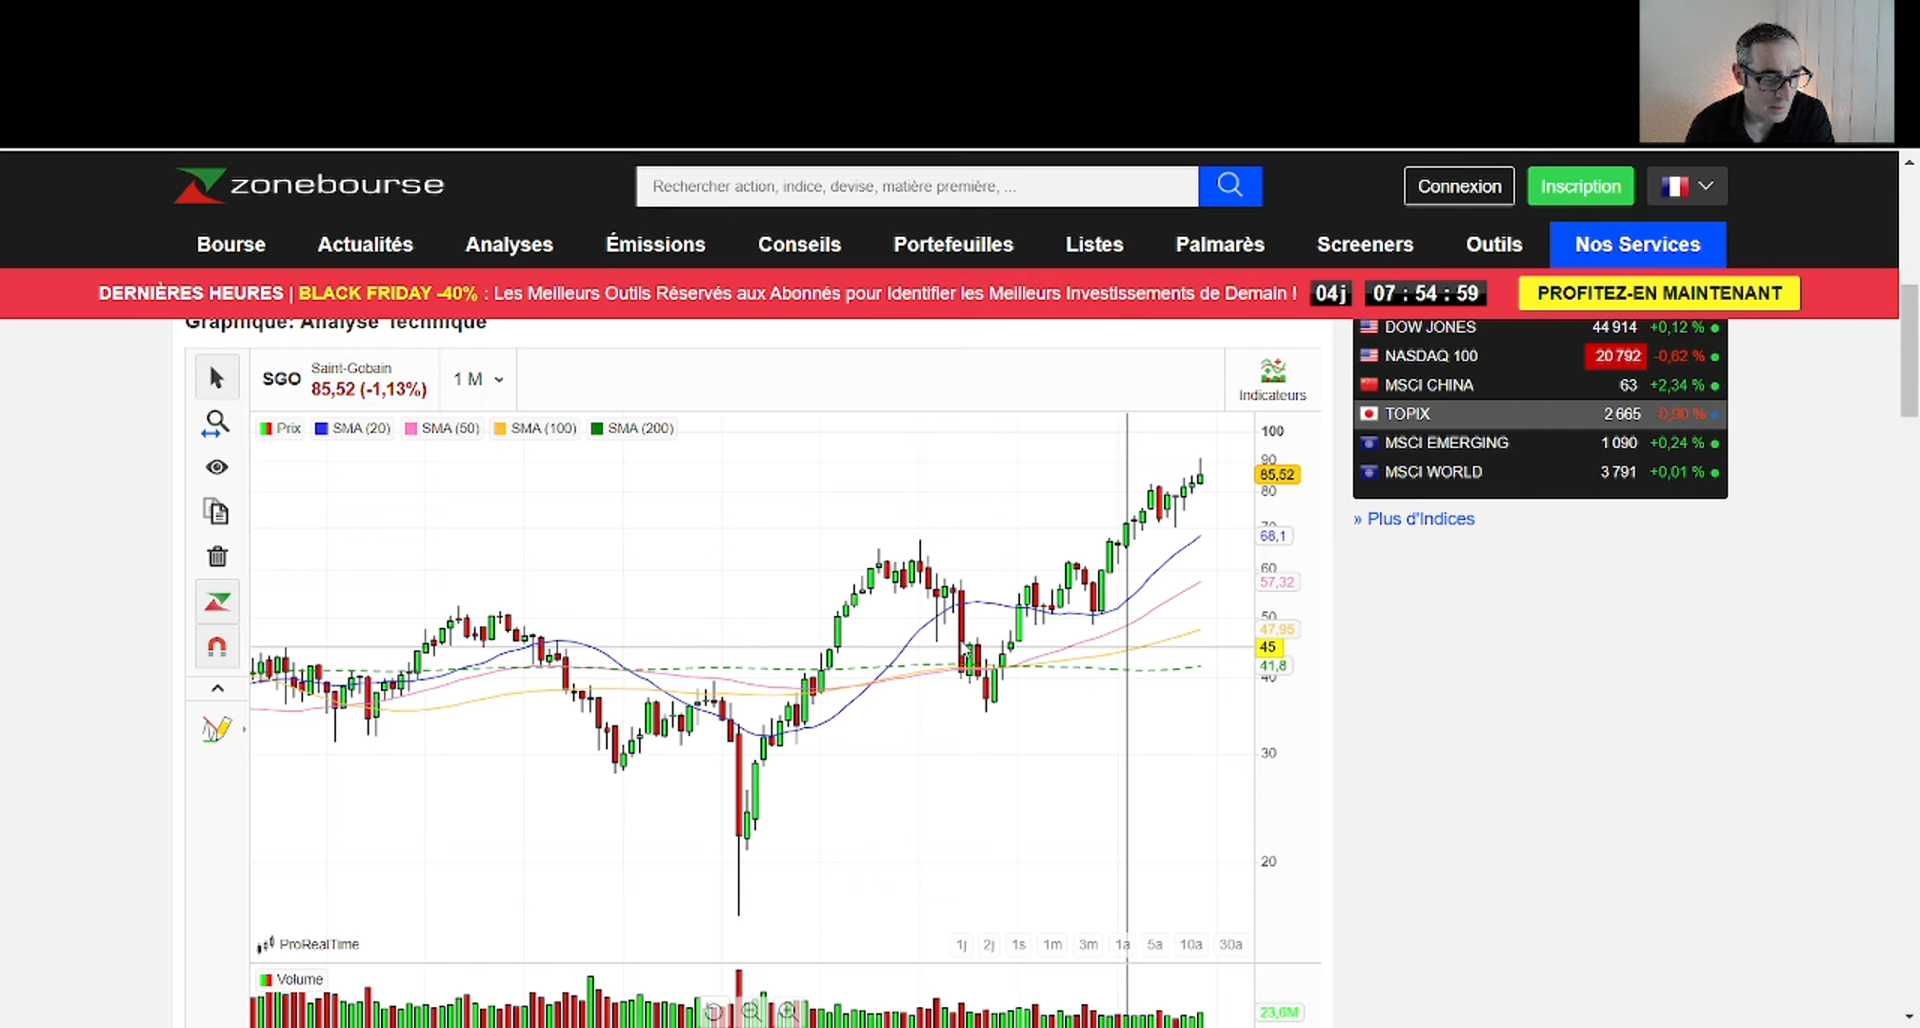 zonebourse
Rechercher action, indice, devise, matière première, ...
Connexion
Inscription
Bourse Actualités Analyses Émissions Conseils Portefeuilles Listes Palmarès Screeners Outils Nos Services
DERNIÈRES HEURES | BLACK FRIDAY -40% : Les Meilleurs Outils Réservés aux Abonnés pour Identifier les Meilleurs Investissements de Demain ! 04j 07 : 54 : 59 PROFITEZ-EN MAINTENANT
Graphique: Analyse Technique
SGO Saint-Gobain
85,52 (-1,13%)
1 M
Indicateurs
Prix SMA (20) SMA (50) SMA (100) SMA (200)
100
90
85,52
80
70
68,1
60
57,32
50
47,95
45
41,8
40
30
20
ProRealTime
1j 2j 1s 1m 3m 1a 5a 10a 30a
Volume
23,6M
DOW JONES 44 914 +0,12 %
NASDAQ 100 20 792 -0,62 %
MSCI CHINA 63 +2,34 %
TOPIX 2 665 -0,90 %
MSCI EMERGING 1 090 +0,24 %
MSCI WORLD 3 791 +0,01 %
» Plus d'Indices